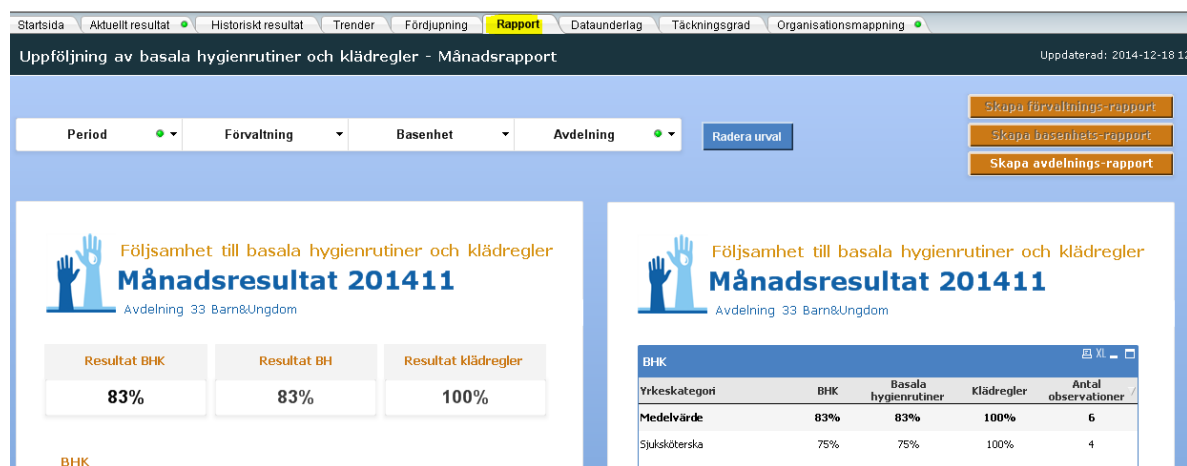 Startsida Aktuellt resultat Historiskt resultat Trender Fördjupning Rapport Dataunderlag Täckningsgrad Organisationsmappning
Uppföljning av basala hygienrutiner och klädregler - Månadsrapport
Uppdaterad: 2014-12-18 12
Skapa förvaltnings-rapport
Period Förvaltning Basenhet Avdelning Radera urval
Skapa basenhets-rapport
Skapa avdelnings-rapport
Följsamhet till basala hygienrutiner och klädregler
Månadsresultat 201411
Avdelning 33 Barn&Ungdom
Resultat BHK Resultat BH Resultat klädregler
83% 83% 100%
BHK
Följsamhet till basala hygienrutiner och klädregler
Månadsresultat 201411
Avdelning 33 Barn&Ungdom
BHK XL
Yrkeskategori BHK Basala hygienrutiner Klädregler Antal observationer
Medelvärde 83% 83% 100% 6
Sjuksköterska 75% 75% 100% 4